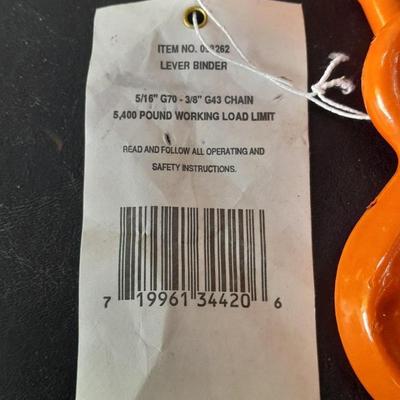 ITEM NO. 093262
LEVER BINDER
5/16" G70 - 3/8" G43 CHAIN
5,400 POUND WORKING LOAD LIMIT
READ AND FOLLOW ALL OPERATING AND
SAFETY INSTRUCTIONS.
7 19961 34420 6